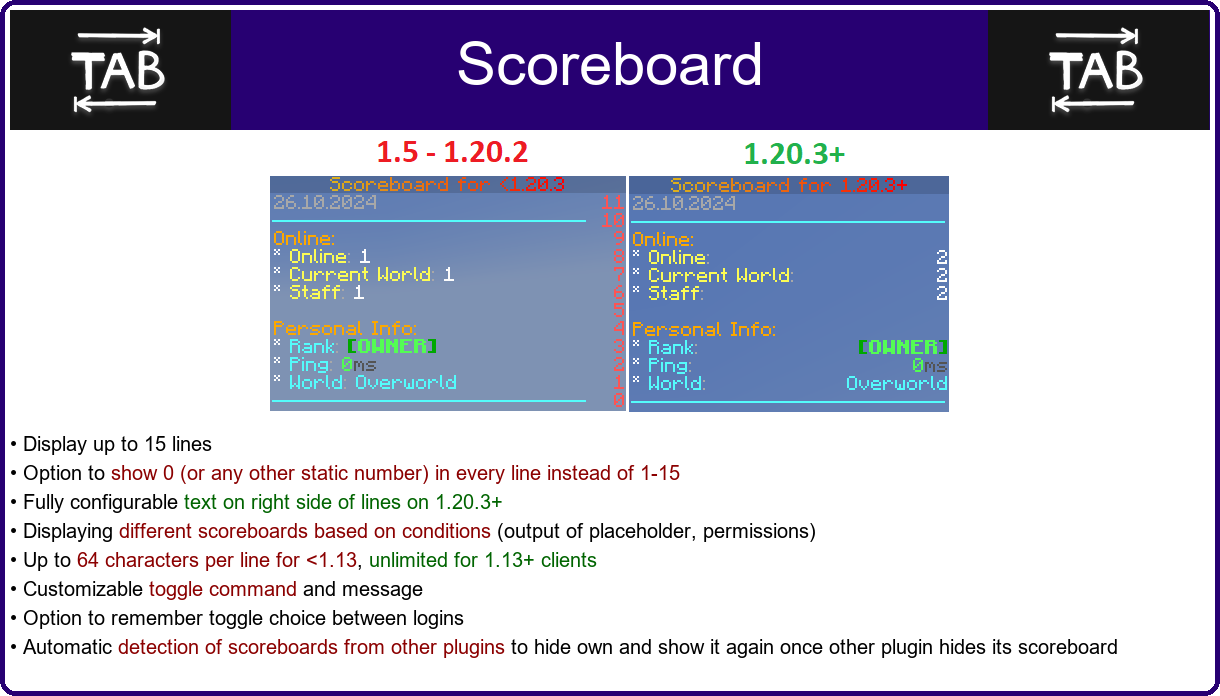 TAB
Scoreboard
TAB
1.5 - 1.20.2
1.20.3+
Scoreboard for <1.20.3
26.10.2024 11
10
Online: 9
* Online: 1 8
* Current World: 1 7
* Staff: 1 6
5
Personal Info: 4
* Rank: [OWNER] 3
* Ping: 0ms 2
* World: Overworld 1
0
Scoreboard for 1.20.3+
26.10.2024
Online:
* Online: 2
* Current World: 2
* Staff: 2
Personal Info:
* Rank: [OWNER]
* Ping: 0ms
* World: Overworld
• Display up to 15 lines
• Option to show 0 (or any other static number) in every line instead of 1-15
• Fully configurable text on right side of lines on 1.20.3+
• Displaying different scoreboards based on conditions (output of placeholder, permissions)
• Up to 64 characters per line for <1.13, unlimited for 1.13+ clients
• Customizable toggle command and message
• Option to remember toggle choice between logins
• Automatic detection of scoreboards from other plugins to hide own and show it again once other plugin hides its scoreboard